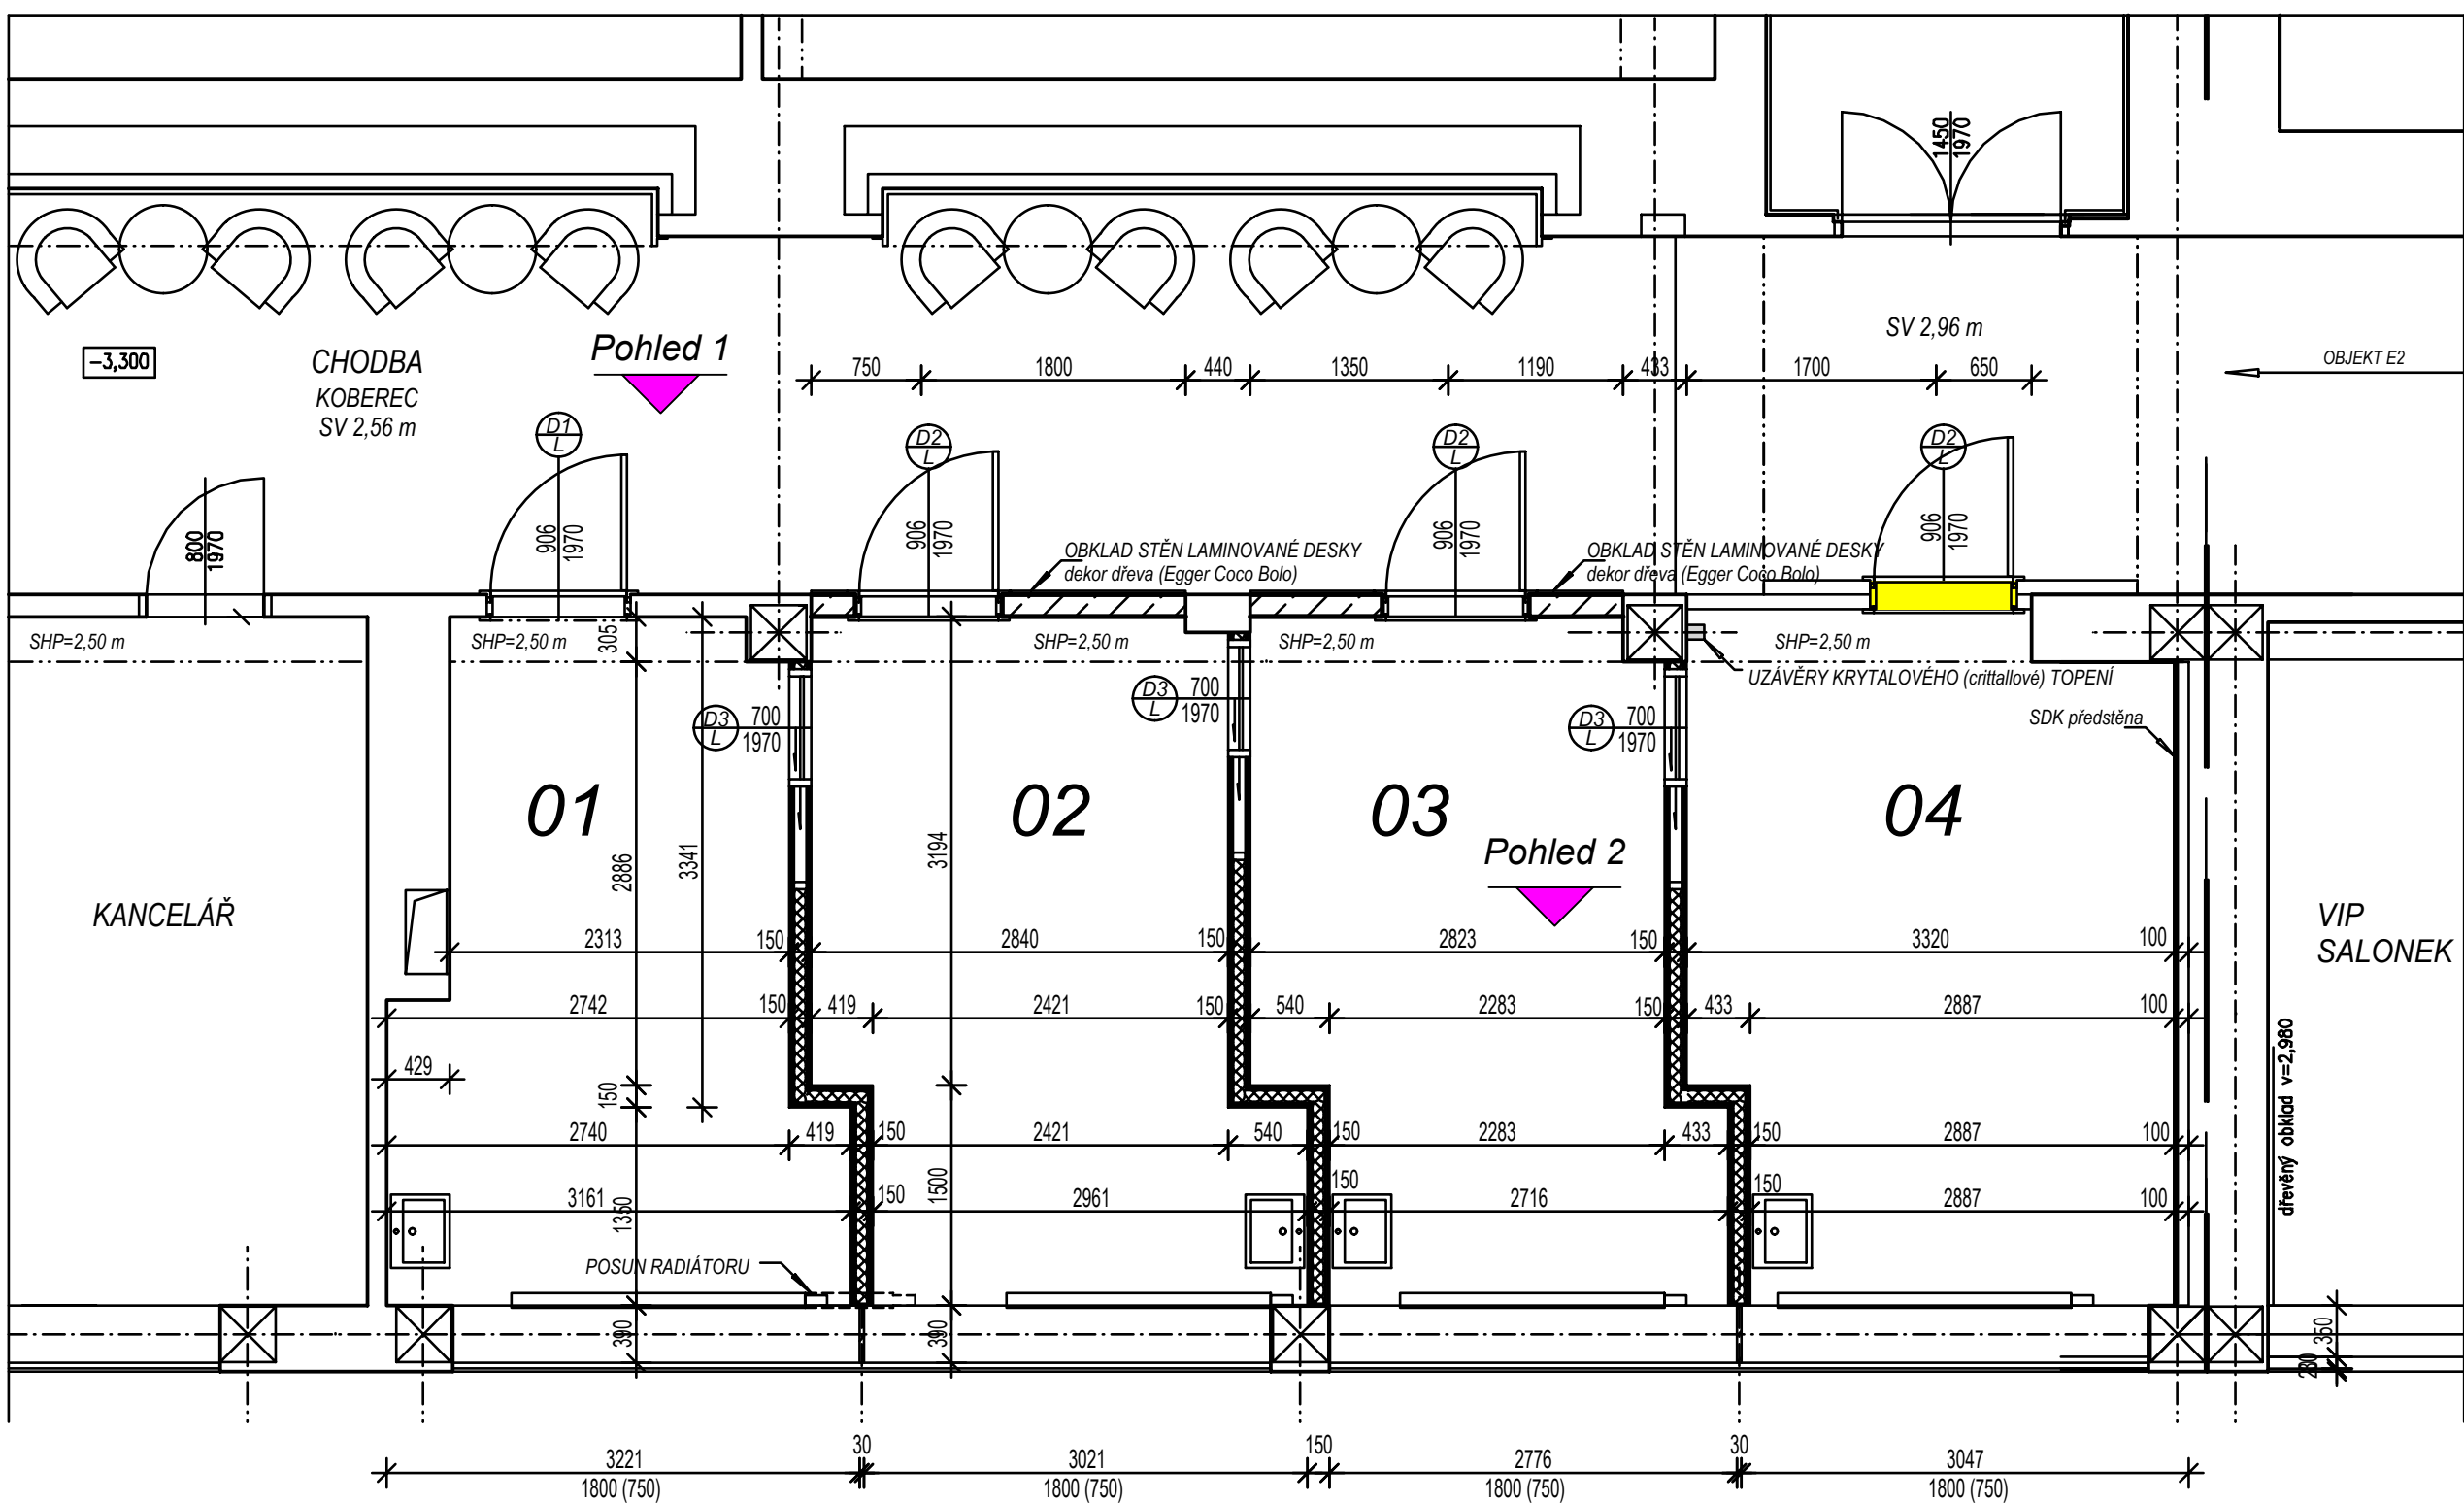 1450
1970
SV 2,96 m
-3,300
CHODBA
KOBEREC
SV 2,56 m
Pohled 1
750
1800
440
1350
1190
433
1700
650
OBJEKT E2
D1
L
D2
L
D2
L
D2
L
800
1970
906
1970
906
1970
906
1970
906
1970
OBKLAD STĚN LAMINOVANÉ DESKY
dekor dřeva (Egger Coco Bolo)
OBKLAD STĚN LAMINOVANÉ DESKY
dekor dřeva (Egger Coco Bolo)
SHP=2,50 m
SHP=2,50 m
305
SHP=2,50 m
SHP=2,50 m
SHP=2,50 m
UZÁVĚRY KRYTALOVÉHO (crittallové) TOPENÍ
SDK předstěna
D3
L
700
1970
D3
L
700
1970
D3
L
700
1970
01
02
03
04
2886
3341
3194
Pohled 2
KANCELÁŘ
VIP
SALONEK
2313
150
2840
150
2823
150
3320
100
2742
150
419
2421
150
540
2283
150
433
2887
100
429
150
dřevěný obklad v=2,980
2740
419
150
2421
540
150
2283
433
150
2887
100
3161
1350
150
1500
2961
150
2716
150
2887
100
POSUN RADIÁTORU
390
390
350
3221
1800 (750)
30
3021
1800 (750)
150
2776
1800 (750)
30
3047
1800 (750)